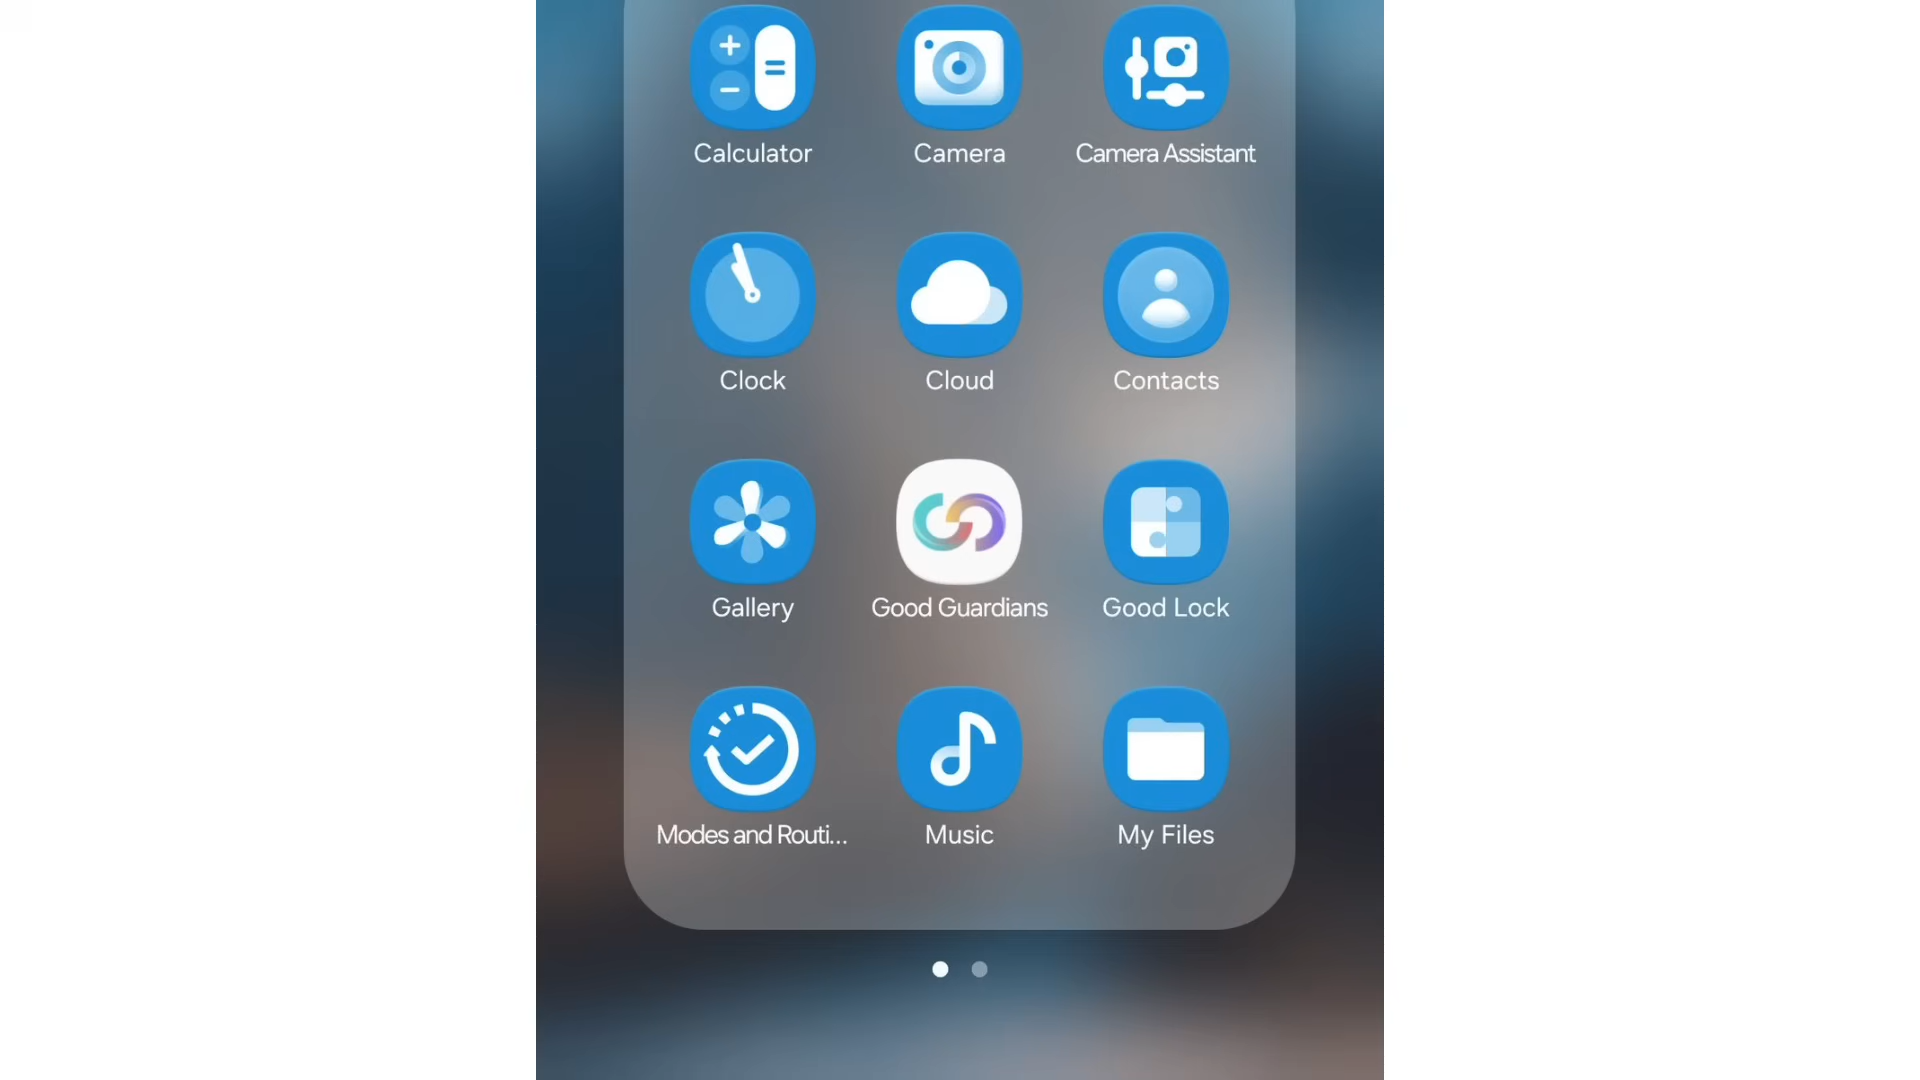 Calculator
Camera
Camera Assistant
Clock
Cloud
Contacts
Gallery
Good Guardians
Good Lock
Modes and Routi...
Music
My Files